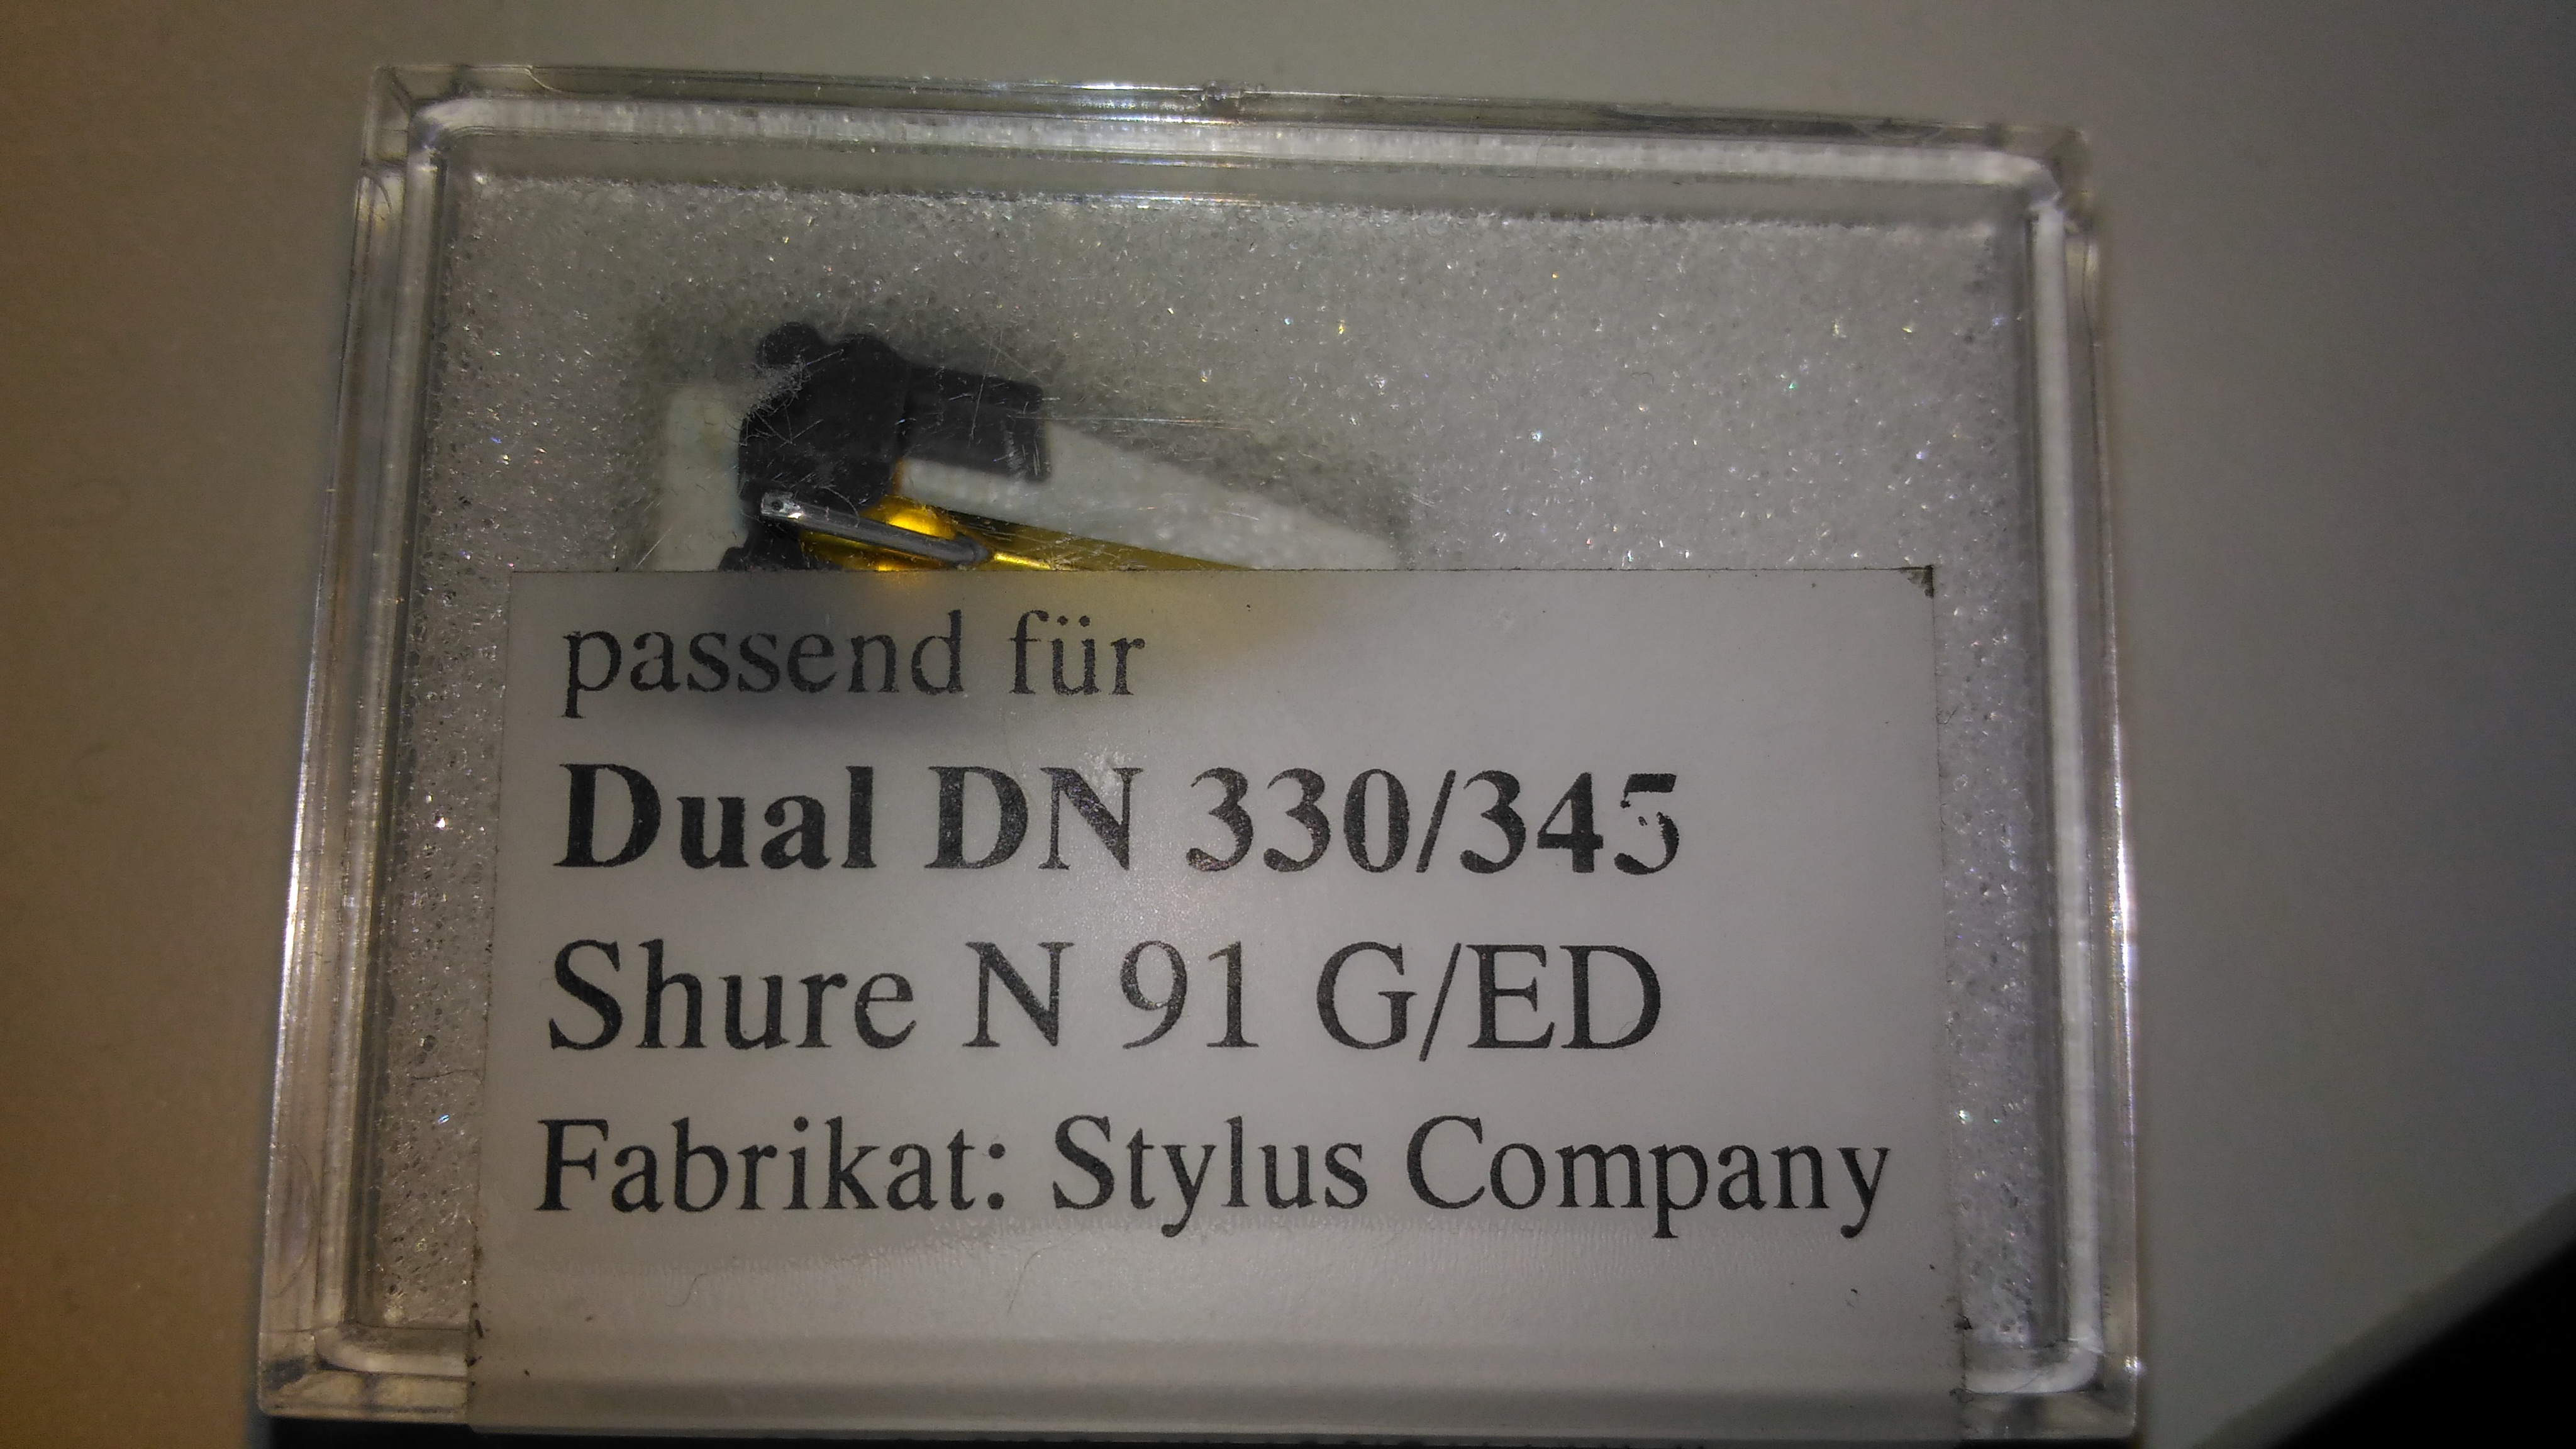 passend für
Dual DN 330/345
Shure N 91 G/ED
Fabrikat: Stylus Company